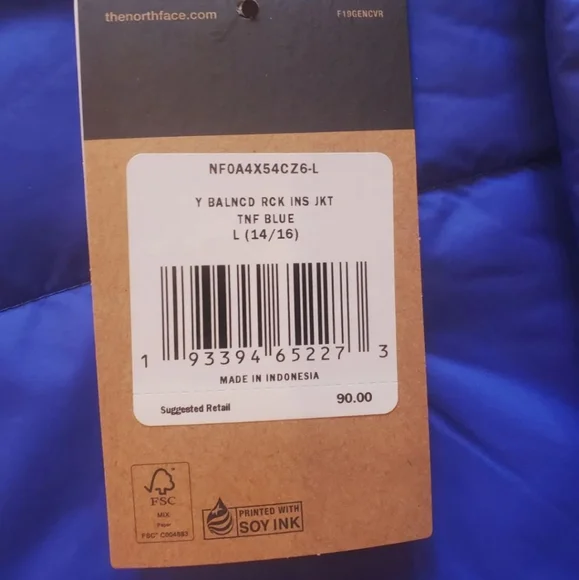 thenorthface.com F19GENCVR
NF0A4X54CZ6-L
Y BALNCD RCK INS JKT
TNF BLUE
L (14/16)
1 93394 65227 3
MADE IN INDONESIA
Suggested Retail 90.00
FSC
MIX
Paper
PRINTED WITH
SOY INK